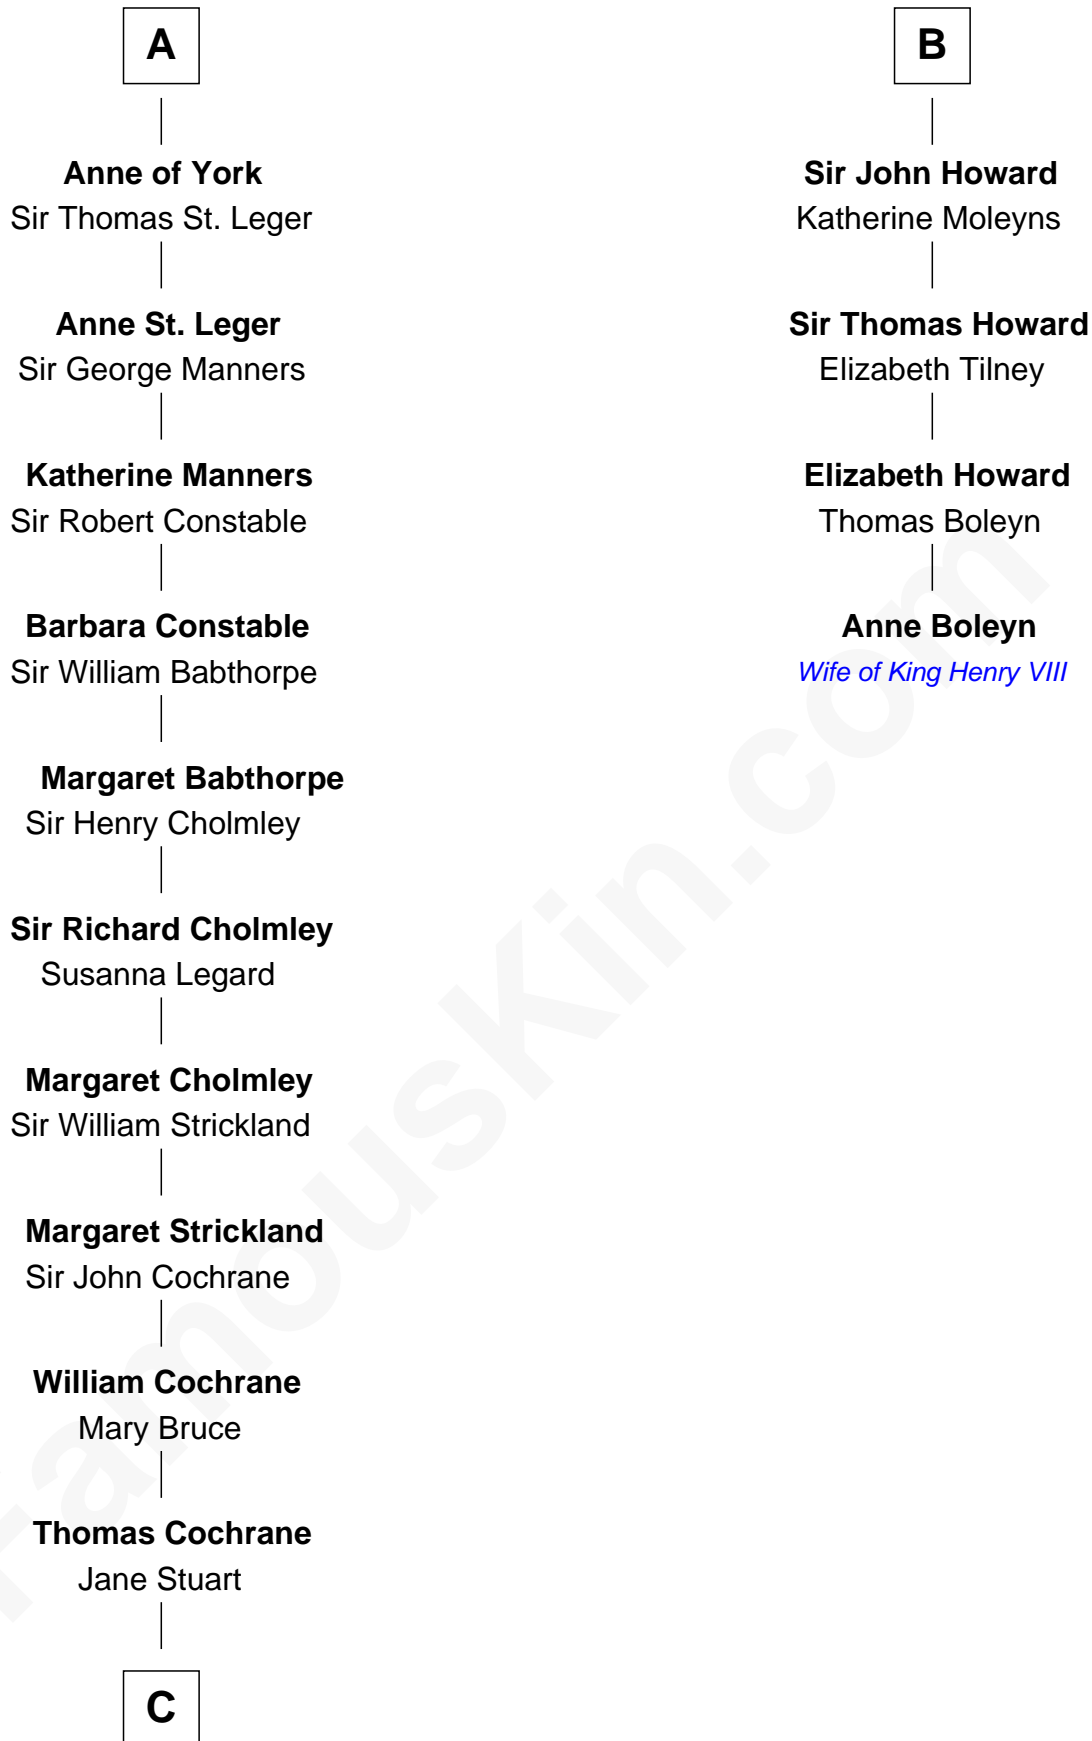 A
Anne of York
Sir Thomas St. Leger
Anne St. Leger
Sir George Manners
Katherine Manners
Sir Robert Constable
Barbara Constable
Sir William Babthorpe
Margaret Babthorpe
Sir Henry Cholmley
Sir Richard Cholmley
Susanna Legard
Margaret Cholmley
Sir William Strickland
Margaret Strickland
Sir John Cochrane
William Cochrane
Mary Bruce
Thomas Cochrane
Jane Stuart
C
B
Sir John Howard
Katherine Moleyns
Sir Thomas Howard
Elizabeth Tilney
Elizabeth Howard
Thomas Boleyn
Anne Boleyn
Wife of King Henry VIII
FamousKin.com